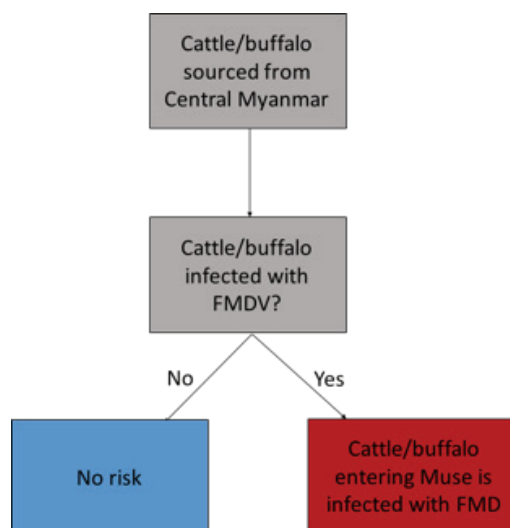 Cattle/buffalo
sourced from
Central Myanmar
Cattle/buffalo
infected with
FMDV?
No
Yes
No risk
Cattle/buffalo
entering Muse is
infected with FMD